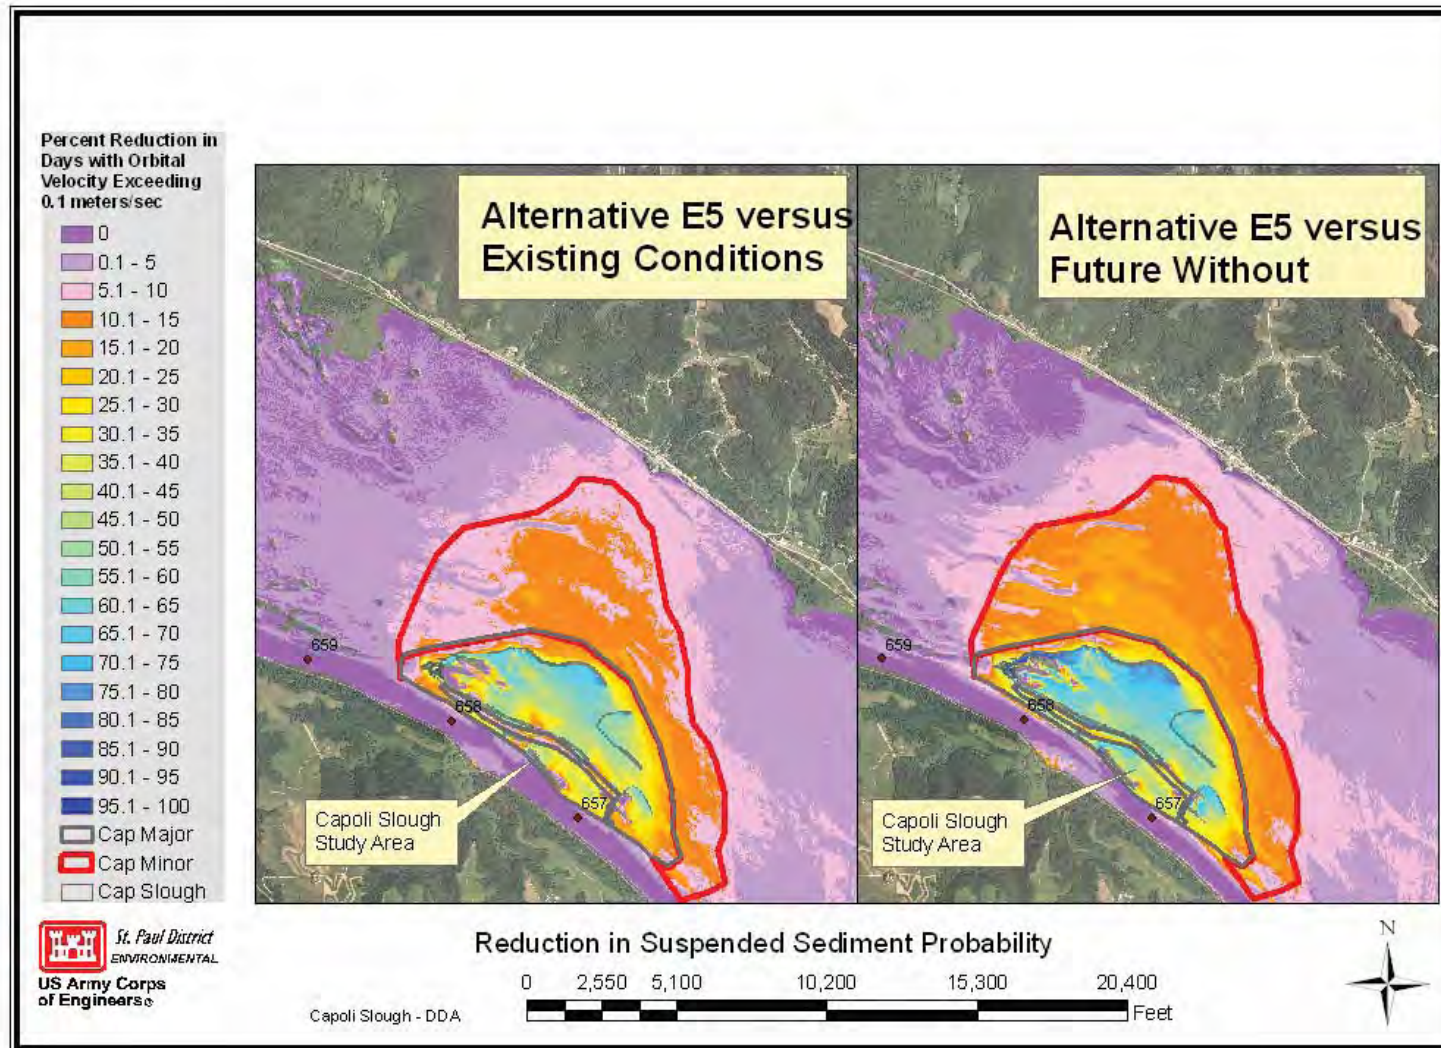 Percent Reduction in
Days with Orbital
Velocity Exceeding
0.1 meters/sec
0
0.1 - 5
5.1 - 10
10.1 - 15
15.1 - 20
20.1 - 25
25.1 - 30
30.1 - 35
35.1 - 40
40.1 - 45
45.1 - 50
50.1 - 55
55.1 - 60
60.1 - 65
65.1 - 70
70.1 - 75
75.1 - 80
80.1 - 85
85.1 - 90
90.1 - 95
95.1 - 100
Cap Major
Cap Minor
Cap Slough
Alternative E5 versus
Existing Conditions
659
658
657
Capoli Slough
Study Area
Alternative E5 versus
Future Without
659
658
657
Capoli Slough
Study Area
St. Paul District
ENVIRONMENTAL
US Army Corps
of Engineers®
Reduction in Suspended Sediment Probability
0 2,550 5,100 10,200 15,300 20,400
Feet
Capoli Slough - DDA
N